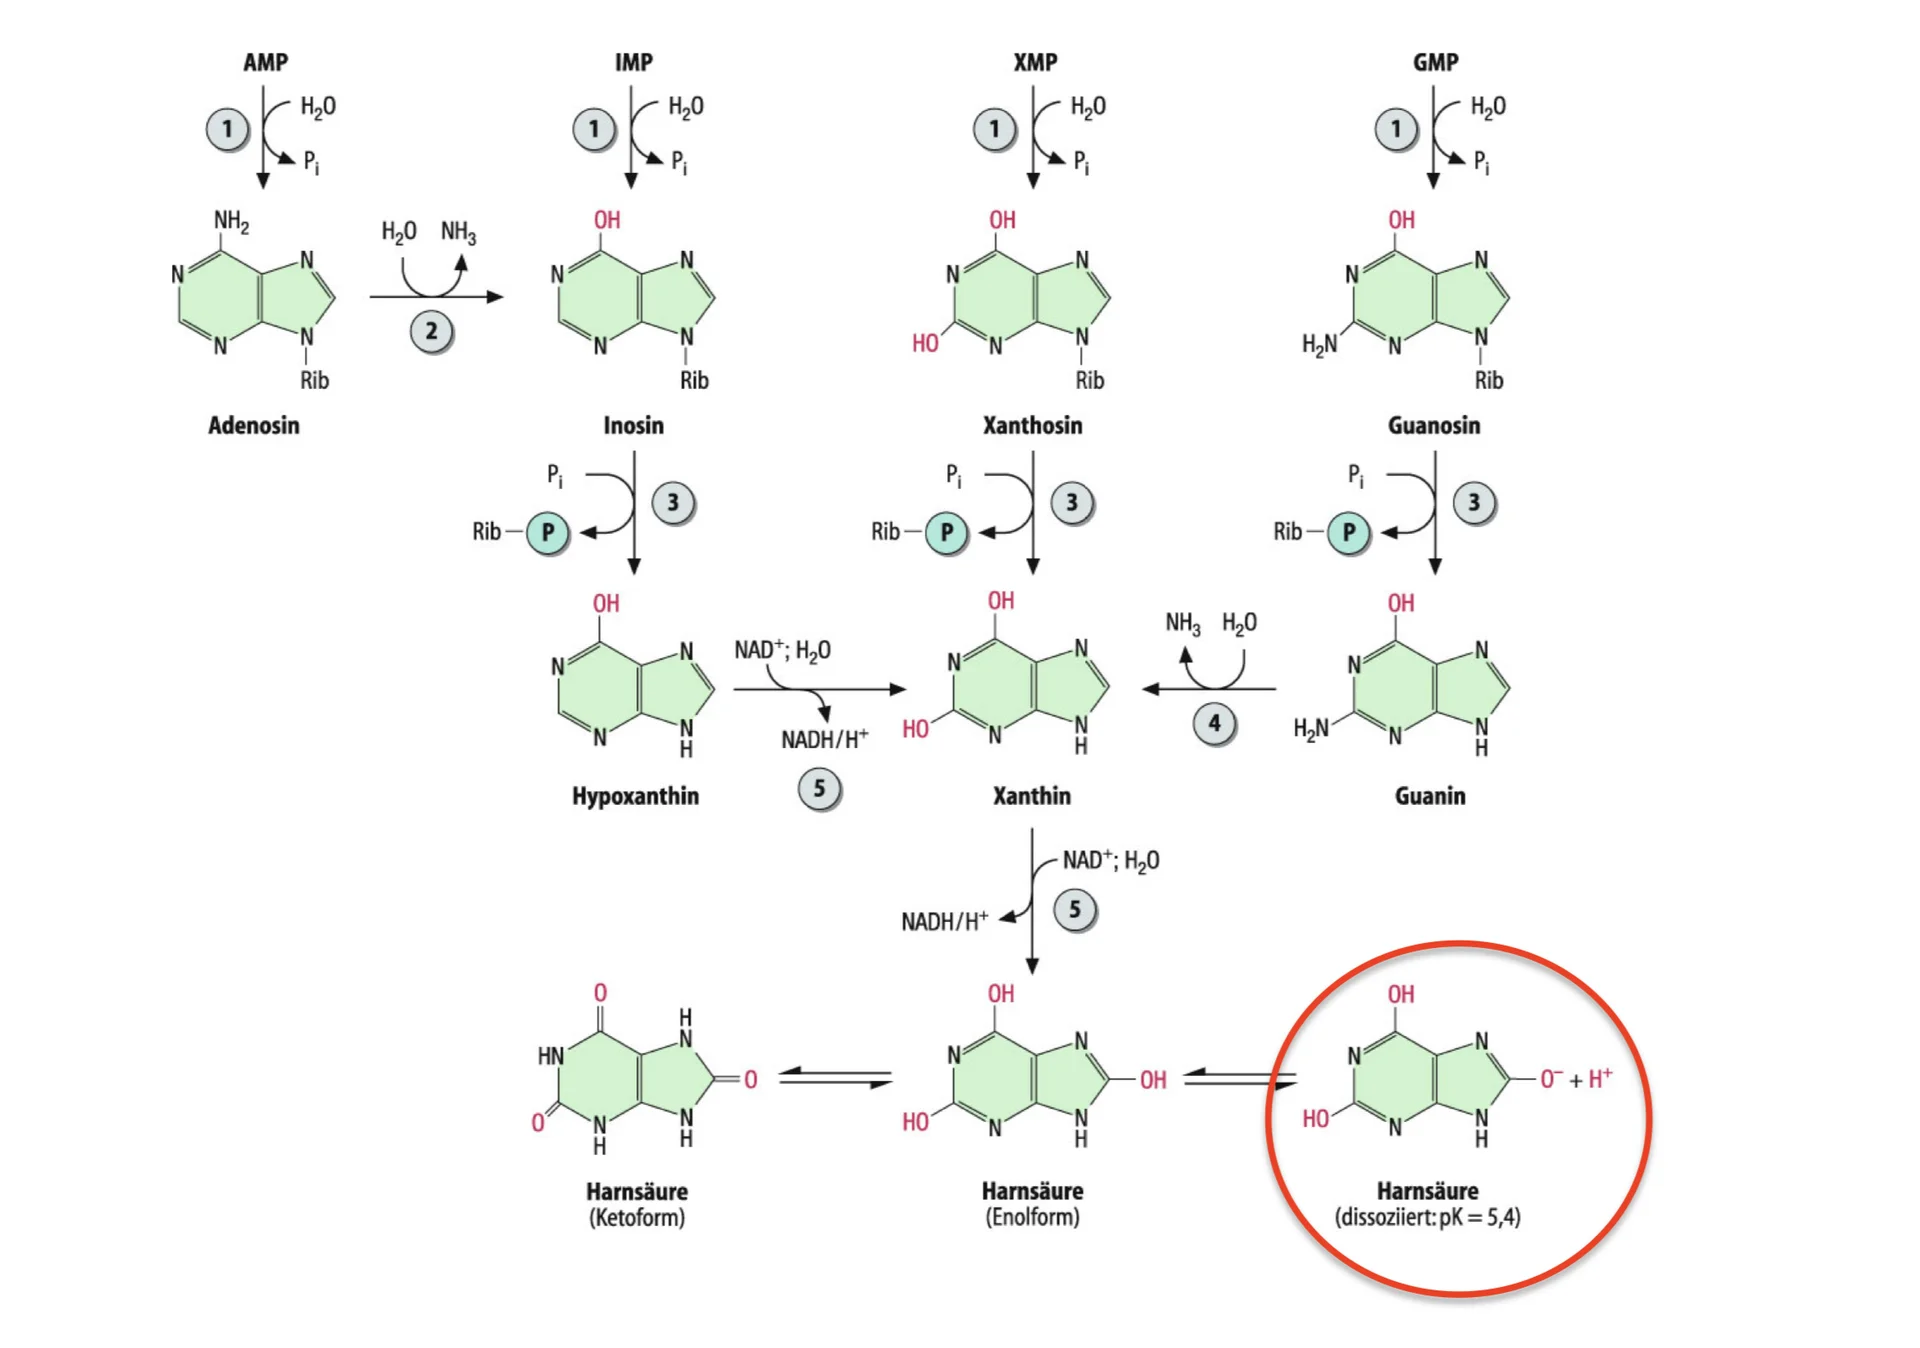 AMP IMP XMP GMP
1 H₂O 1 H₂O 1 H₂O 1 H₂O
Pᵢ Pᵢ Pᵢ Pᵢ
NH₂ OH OH OH
H₂O NH₃
N N N N N N N N
2
N N N N HO N N H₂N N N
Rib Rib Rib Rib
Adenosin Inosin Xanthosin Guanosin
Pᵢ 3 Pᵢ 3 Pᵢ 3
Rib P Rib P Rib P
OH OH OH
NH₃ H₂O
NAD⁺; H₂O
N N N N N N
4
HO H₂N
N N N N N N
H H H
NADH/H⁺
5
Hypoxanthin Xanthin Guanin
NAD⁺; H₂O
NADH/H⁺ 5
O OH OH
H
N N N
HN N N
O OH O⁻ + H⁺
O HO HO
N N N N N N
H H H H
Harnsäure Harnsäure Harnsäure
(Ketoform) (Enolform) (dissoziiert: pK = 5,4)